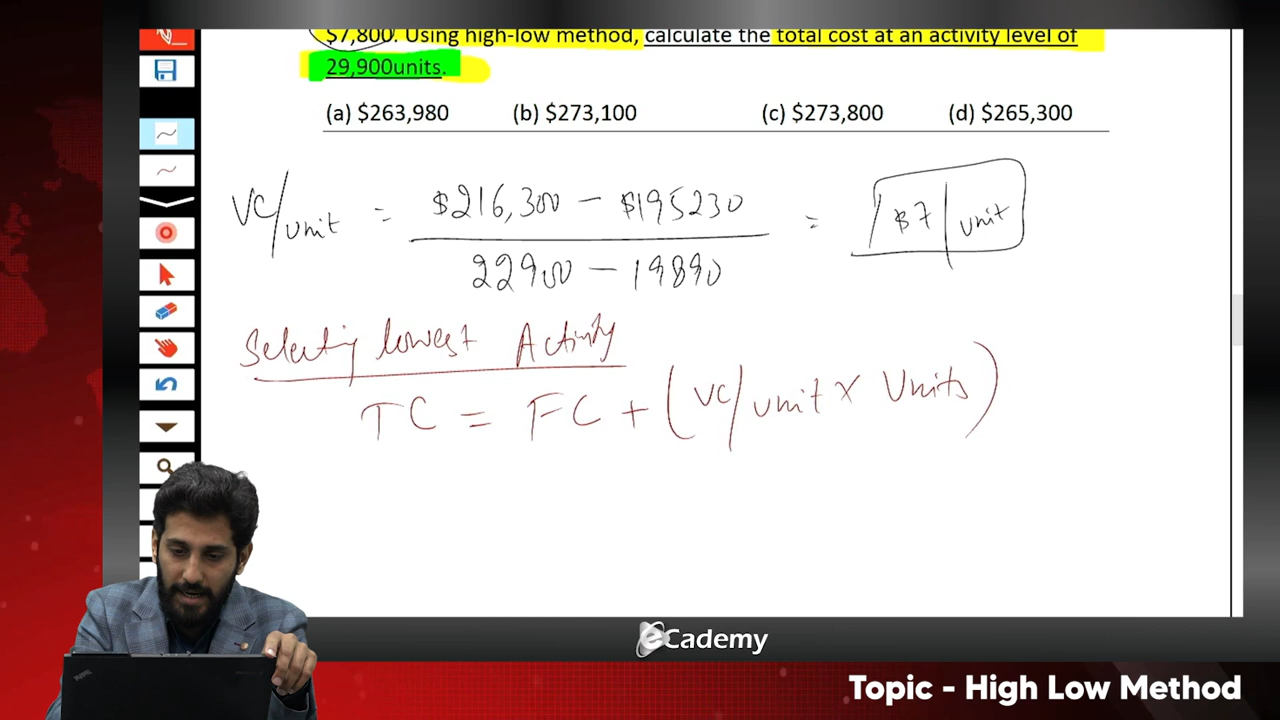 $7,800. Using high-low method, calculate the total cost at an activity level of
29,900units.
(a) $263,980 (b) $273,100 (c) $273,800 (d) $265,300
VC/unit = $216,300 - $195230 = $7/unit
22900 - 19890
Selecting lowest Activity
TC = FC + (VC/unit x Units)
eCademy
Topic - High Low Method